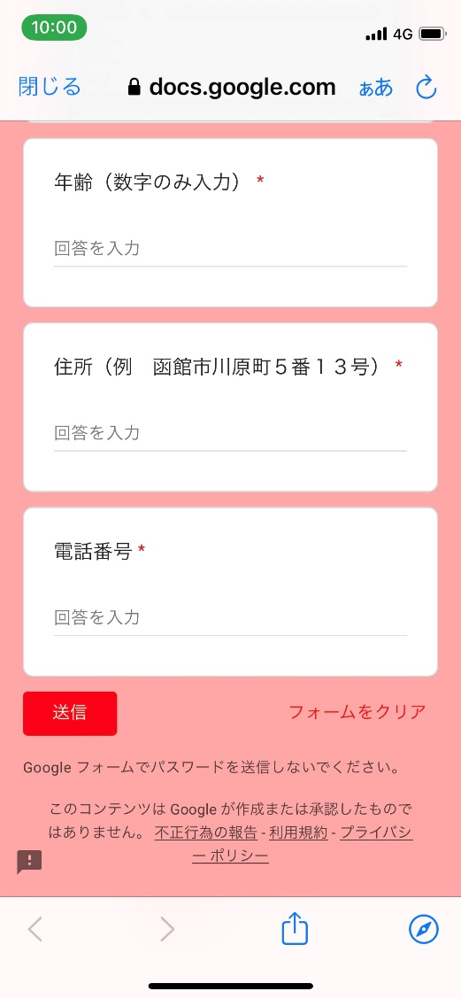 10:00
4G
閉じる
docs.google.com
ああ
年齢（数字のみ入力） *
回答を入力
住所（例　函館市川原町５番１３号） *
回答を入力
電話番号 *
回答を入力
送信
フォームをクリア
Google フォームでパスワードを送信しないでください。
このコンテンツは Google が作成または承認したもので
はありません。 不正行為の報告 - 利用規約 - プライバシ
ー ポリシー